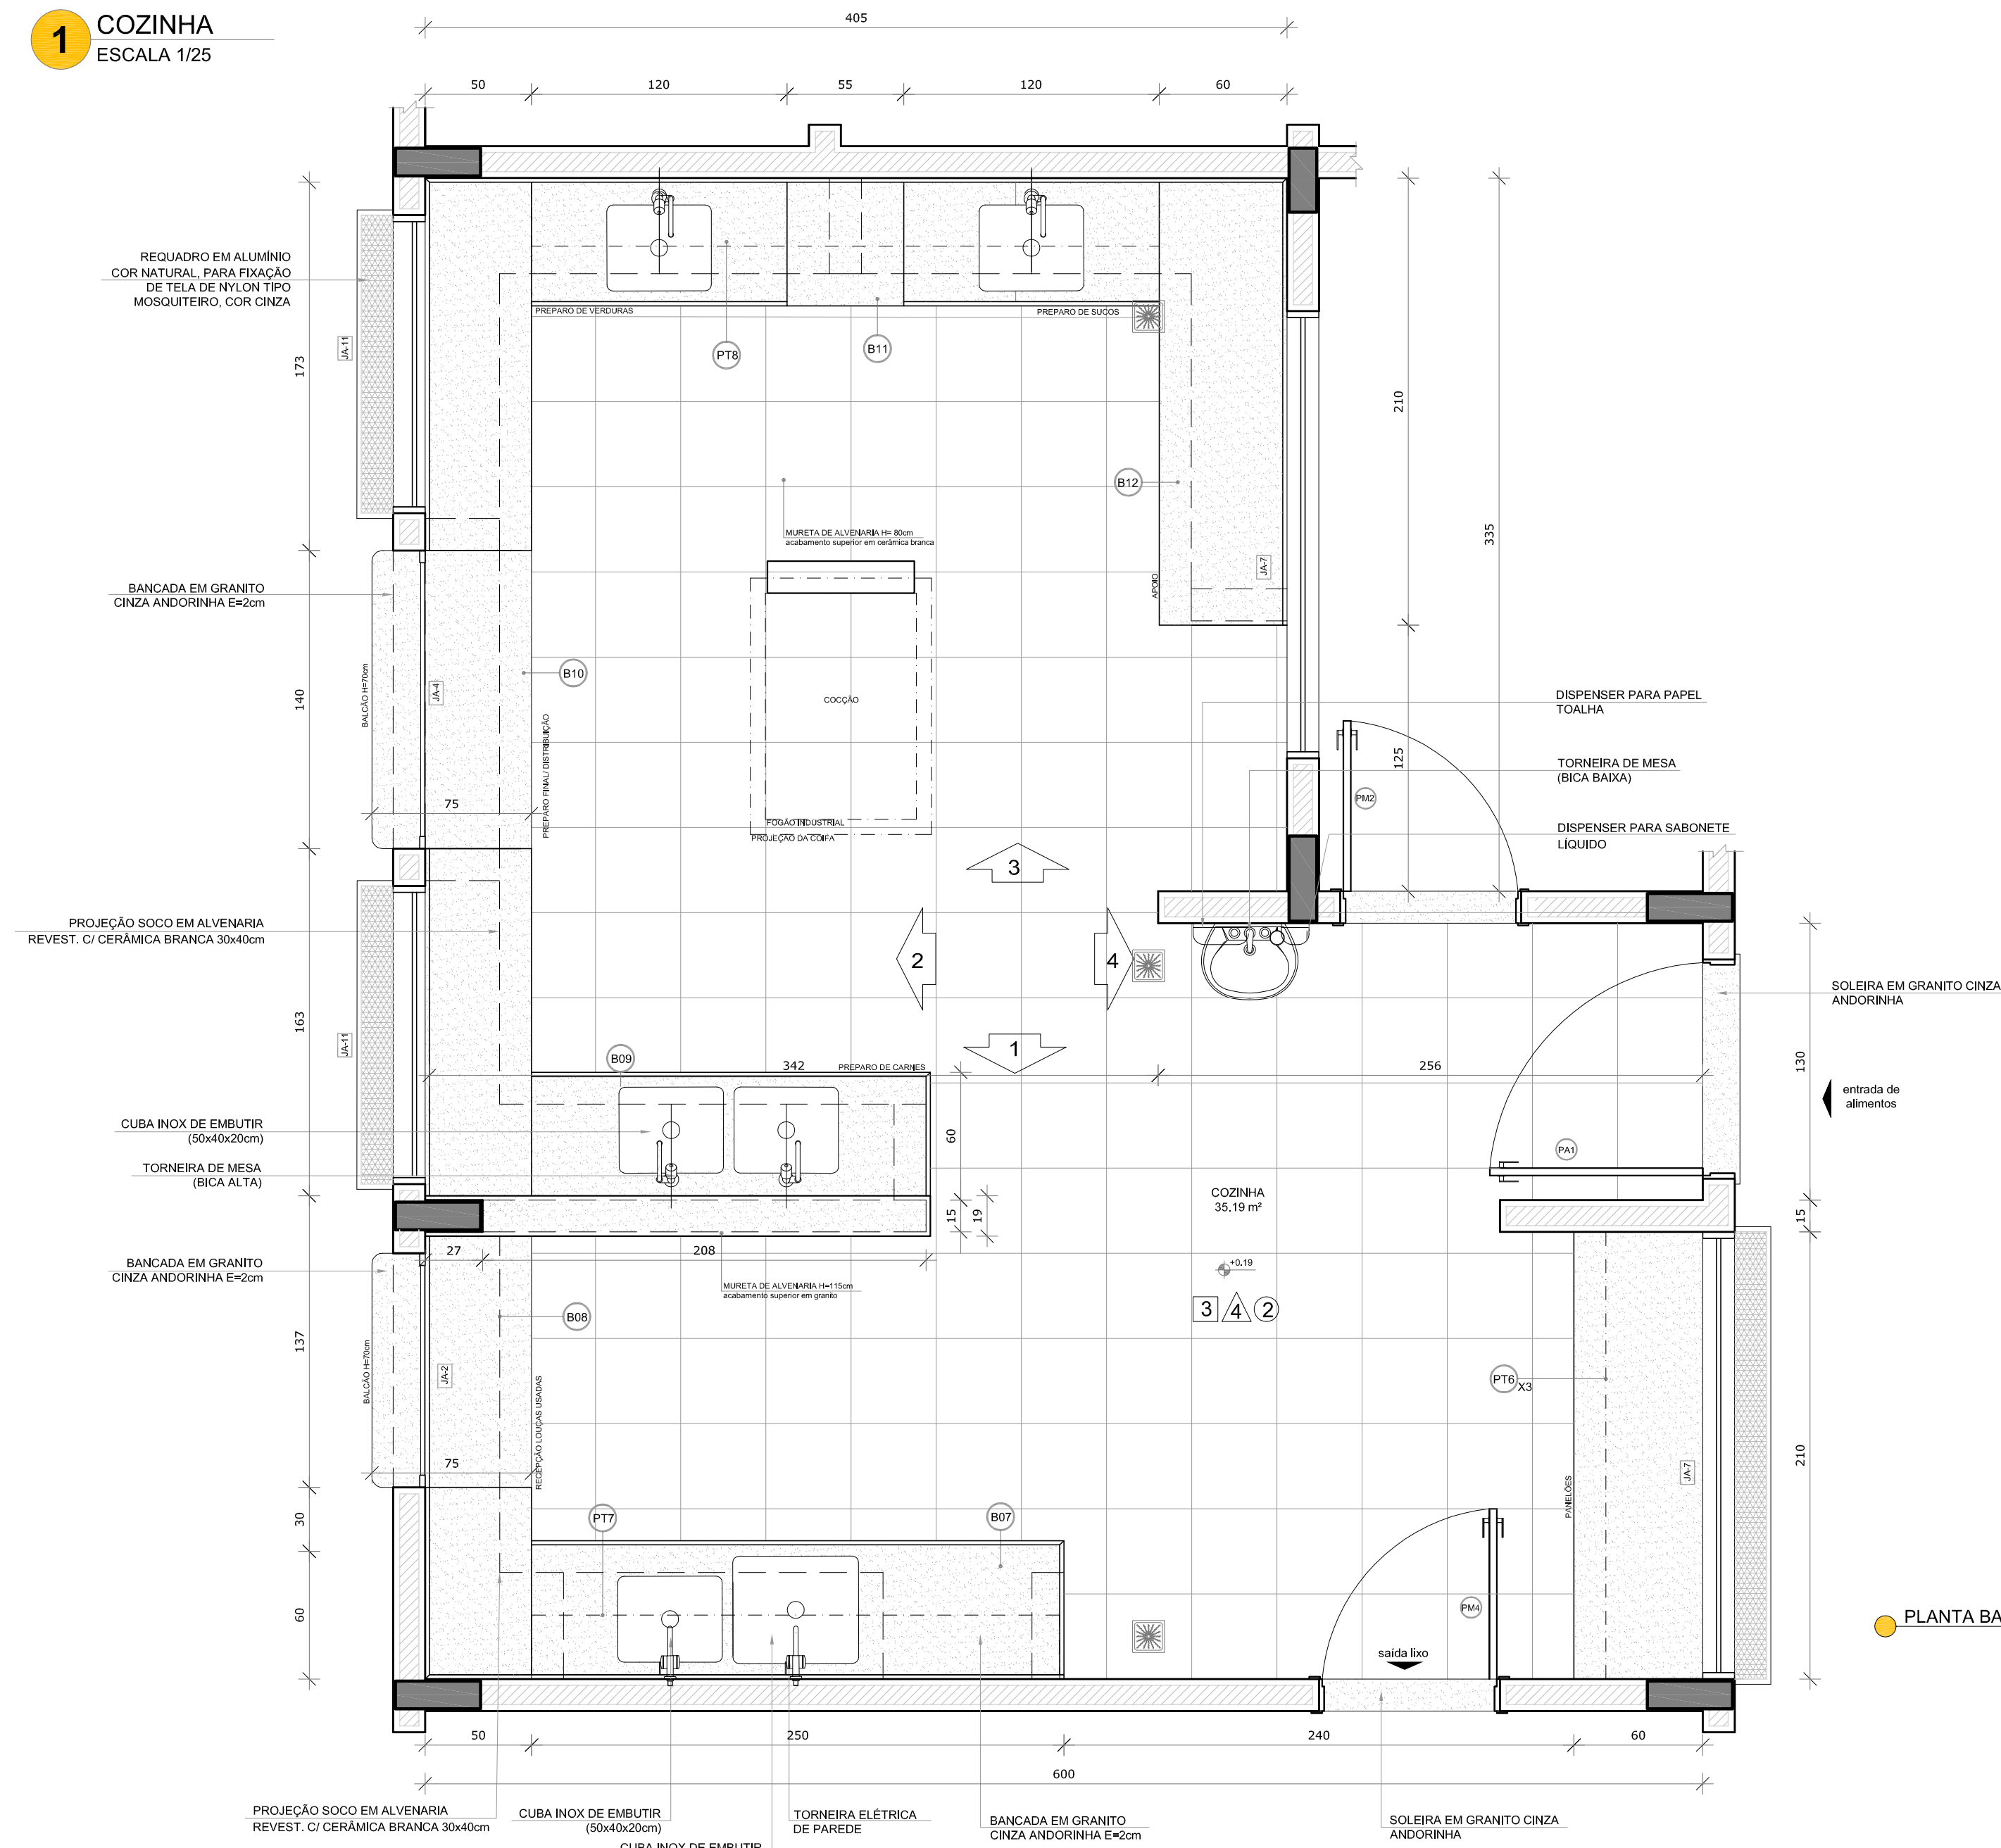 1 COZINHA
ESCALA 1/25
405
50
120
55
120
60
REQUADRO EM ALUMÍNIO
COR NATURAL, PARA FIXAÇÃO
DE TELA DE NYLON TIPO
MOSQUITEIRO, COR CINZA
JA-11
173
PREPARO DE VERDURAS
PREPARO DE SUCOS
PT8
B11
B12
210
335
MURETA DE ALVENARIA H= 80cm
acabamento superior em cerâmica branca
JA-7
APOIO
BANCADA EM GRANITO
CINZA ANDORINHA E=2cm
BALCÃO H=70cm
JA-4
140
B10
COCÇÃO
PREPARO FINAL/ DISTRIBUIÇÃO
75
FOGÃO INDUSTRIAL
PROJEÇÃO DA COIFA
DISPENSER PARA PAPEL
TOALHA
125
TORNEIRA DE MESA
(BICA BAIXA)
PM2
DISPENSER PARA SABONETE
LÍQUIDO
3
PROJEÇÃO SOCO EM ALVENARIA
REVEST. C/ CERÂMICA BRANCA 30x40cm
2
4
SOLEIRA EM GRANITO CINZA
ANDORINHA
163
JA-11
1
B09
342
PREPARO DE CARNES
256
130
entrada de
alimentos
CUBA INOX DE EMBUTIR
(50x40x20cm)
60
PA1
TORNEIRA DE MESA
(BICA ALTA)
COZINHA
35,19 m²
15
19
15
27
208
BANCADA EM GRANITO
CINZA ANDORINHA E=2cm
+0,19
MURETA DE ALVENARIA H=115cm
acabamento superior em granito
3
4
2
B08
137
BALCÃO H=70cm
JA-2
PT6
X3
RECEPÇÃO LOUÇAS USADAS
75
210
JA-7
PANELÕES
30
PT7
B07
60
PM4
PLANTA BA
saída lixo
50
250
240
60
600
PROJEÇÃO SOCO EM ALVENARIA
REVEST. C/ CERÂMICA BRANCA 30x40cm
CUBA INOX DE EMBUTIR
(50x40x20cm)
TORNEIRA ELÉTRICA
DE PAREDE
BANCADA EM GRANITO
CINZA ANDORINHA E=2cm
SOLEIRA EM GRANITO CINZA
ANDORINHA
CUBA INOX DE EMBUTIR